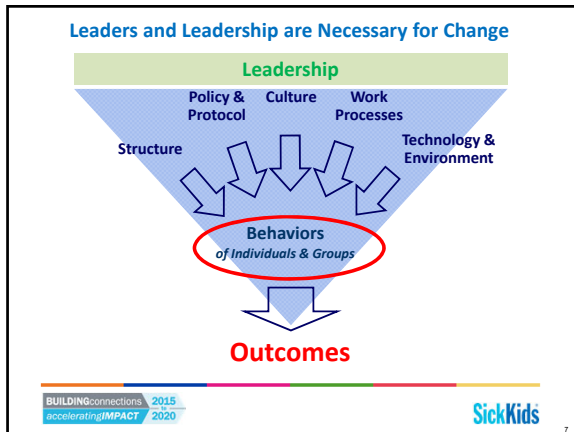 Leaders and Leadership are Necessary for Change
Leadership
Policy &
Protocol
Culture
Work
Processes
Structure
Technology &
Environment
Behaviors
of Individuals & Groups
Outcomes
BUILDINGconnections
acceleratingIMPACT
2015
to
2020
SickKids
7